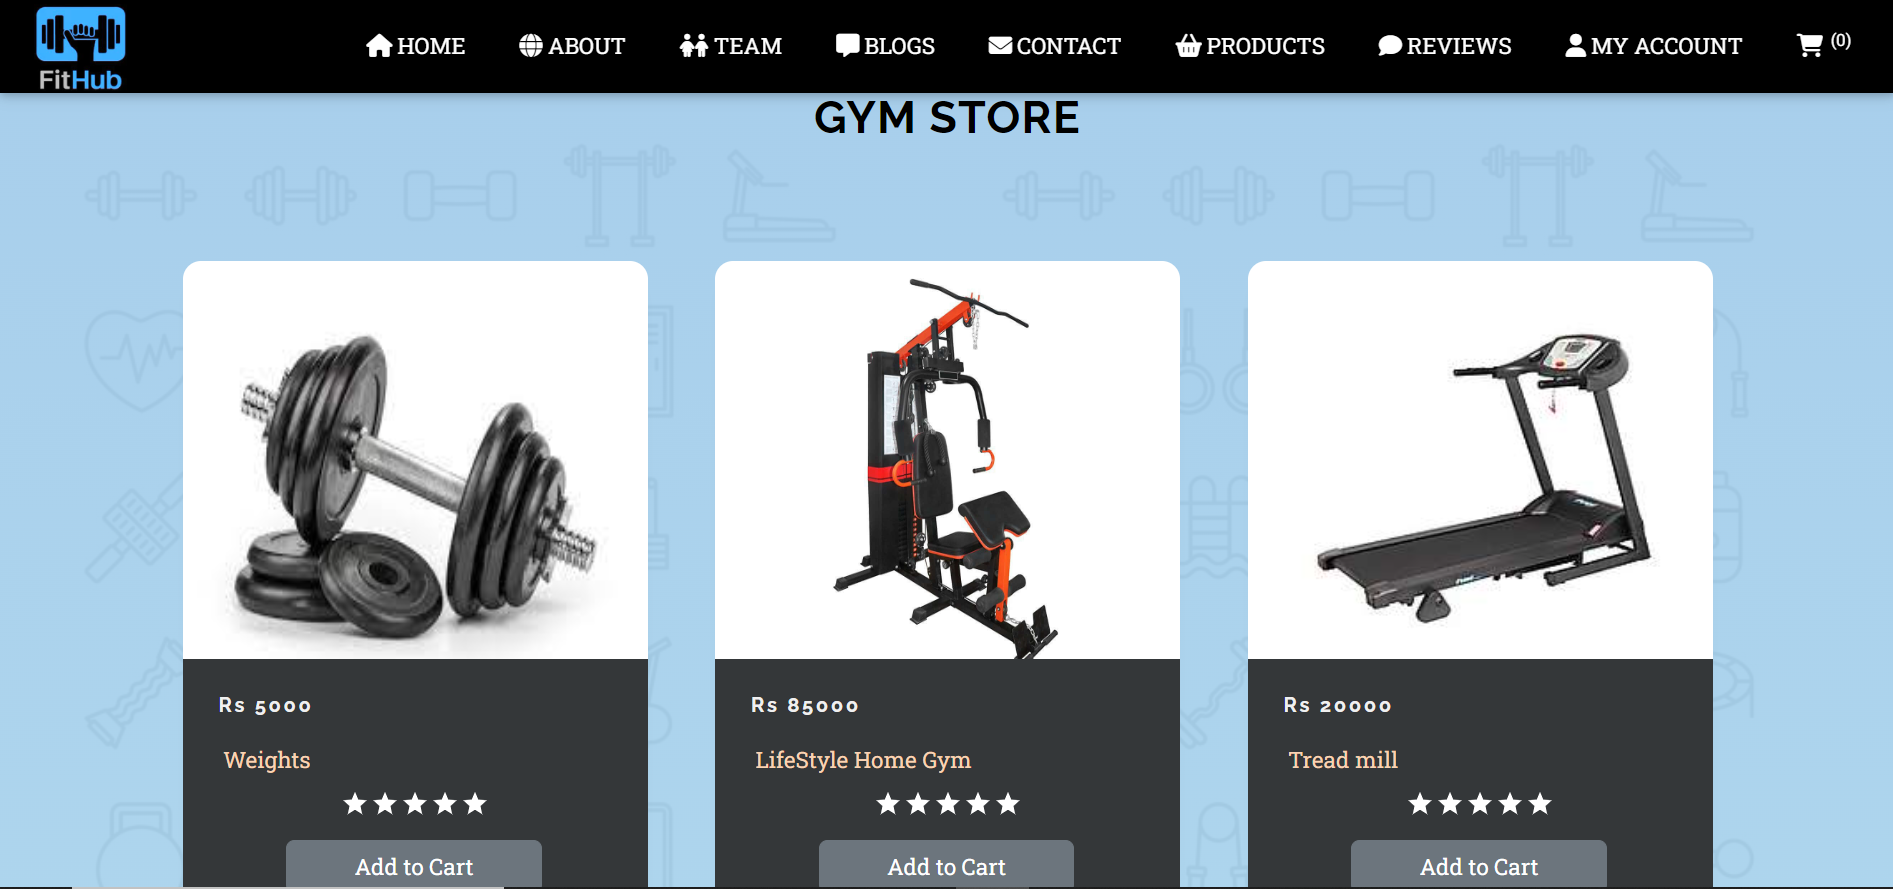 FitHub
HOME ABOUT TEAM BLOGS CONTACT PRODUCTS REVIEWS MY ACCOUNT (0)
GYM STORE
Rs 5000
Weights
Add to Cart
Rs 85000
LifeStyle Home Gym
Add to Cart
Rs 20000
Tread mill
Add to Cart